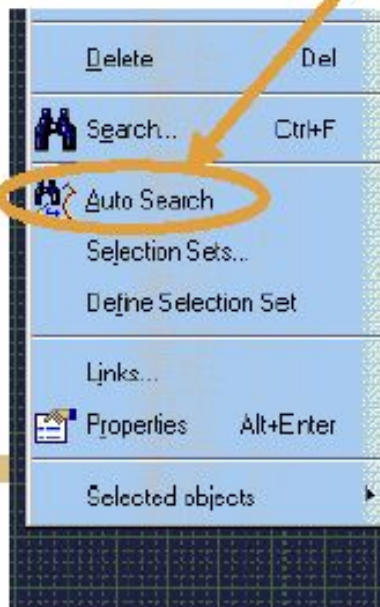 Delete Del
Search... Ctrl+F
Auto Search
Selection Sets...
Define Selection Set
Links...
Properties Alt+Enter
Selected objects